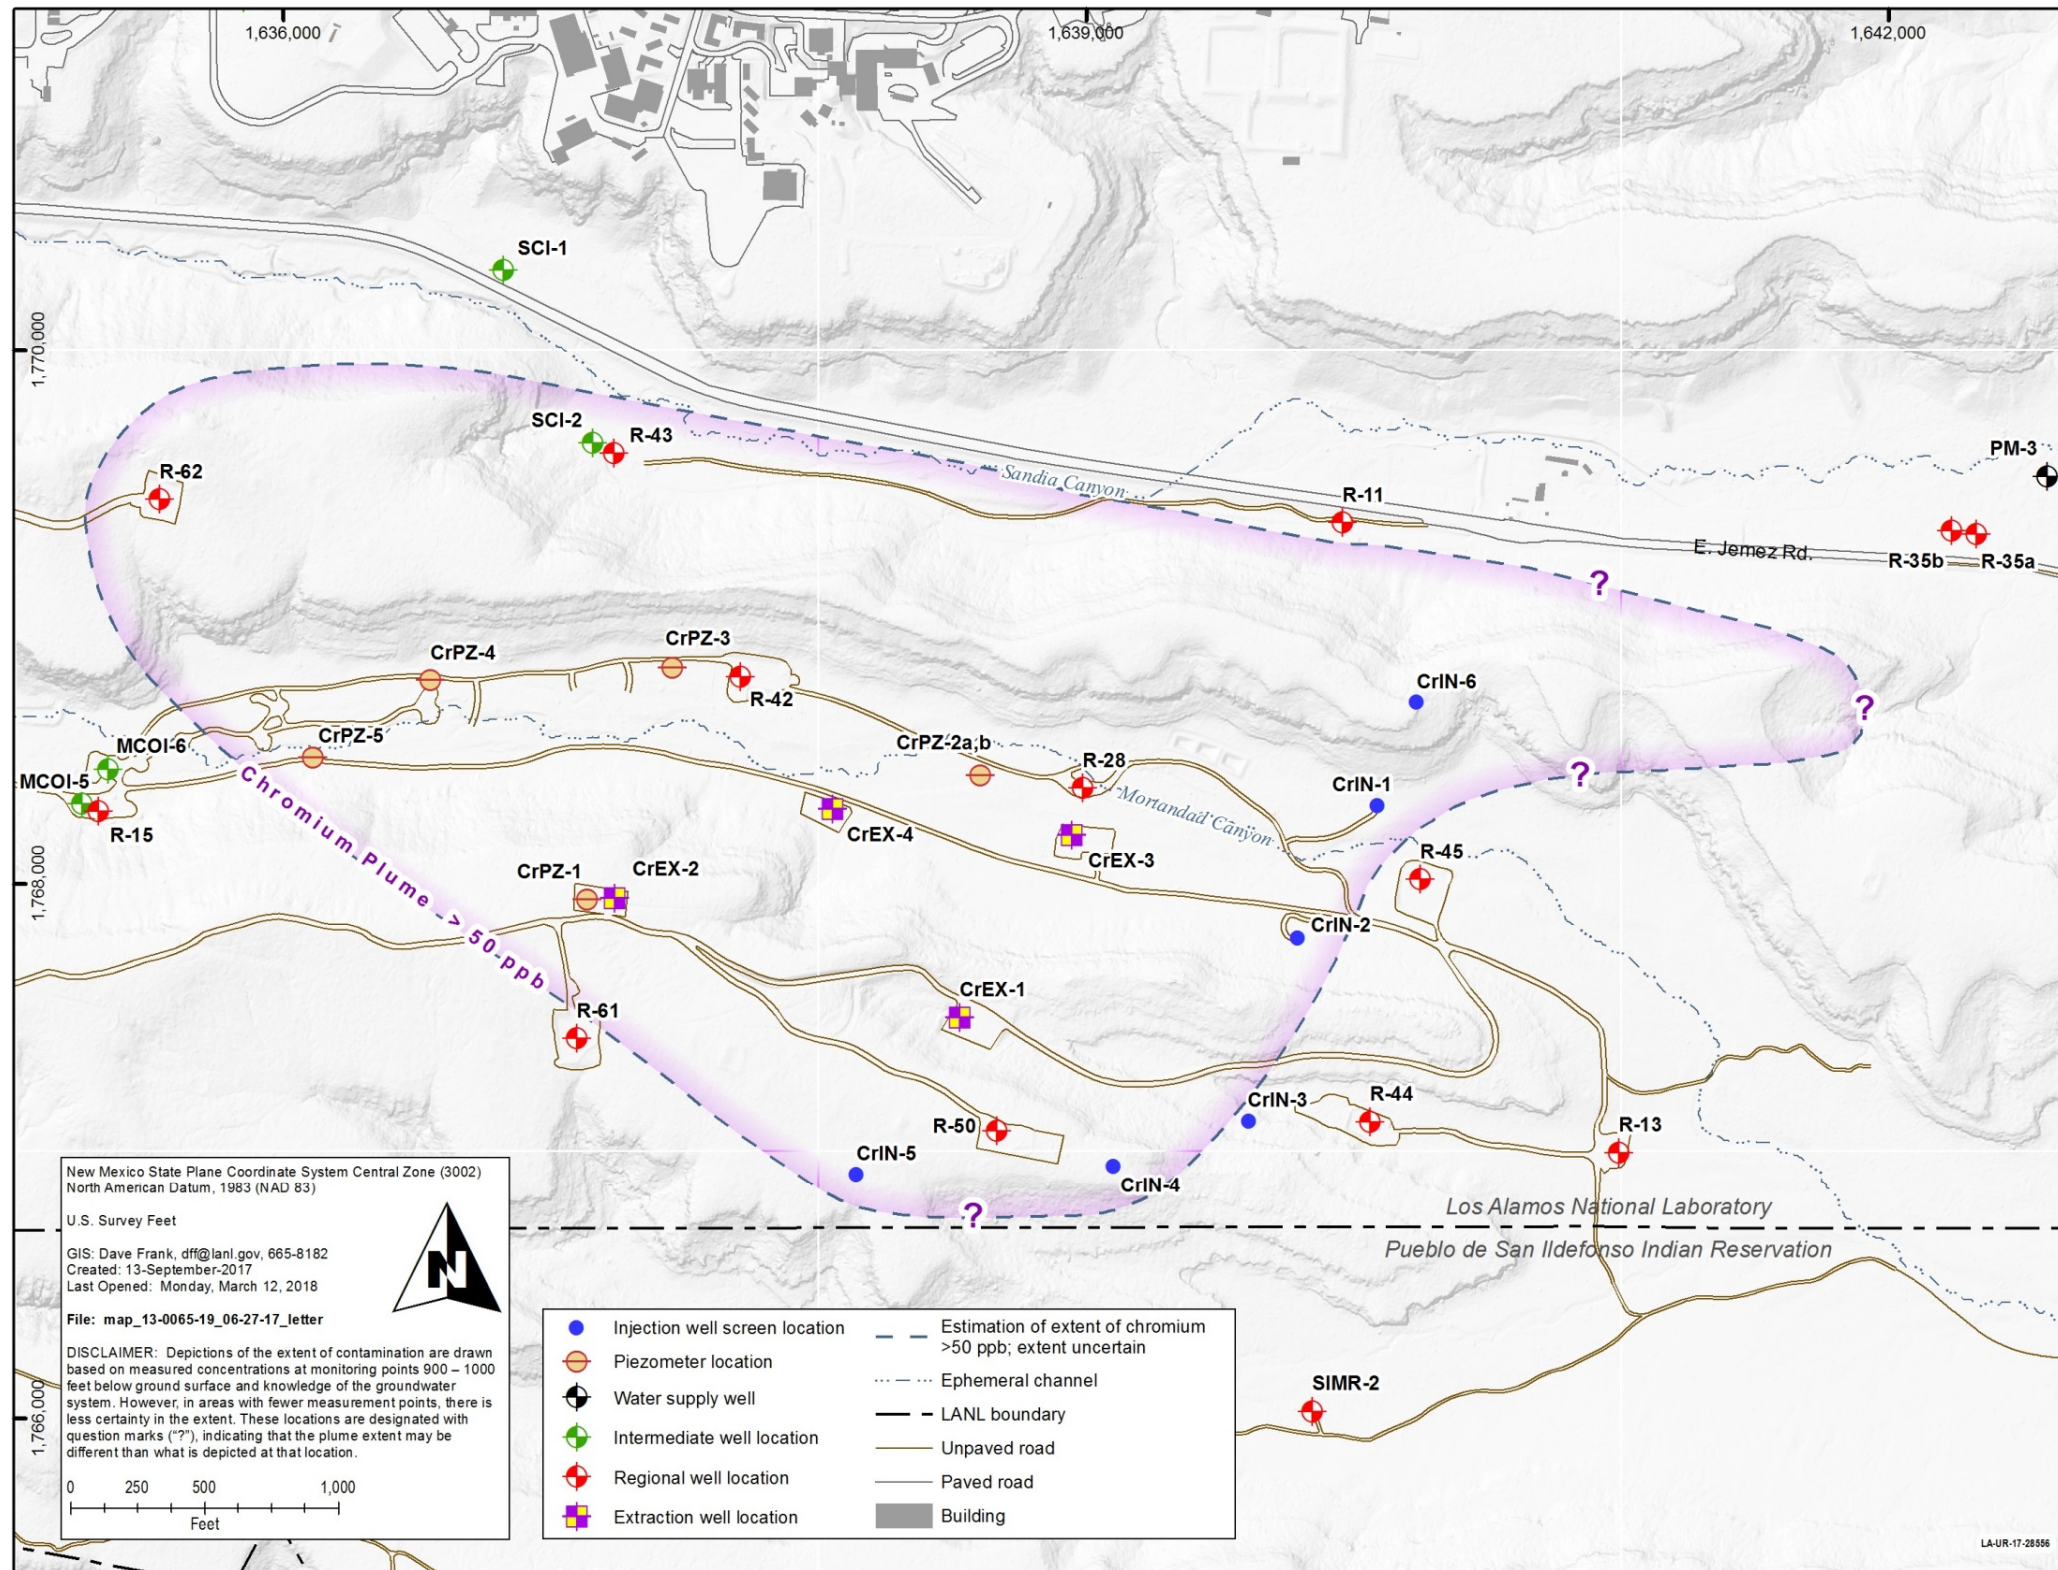 1,636,000
1,639,000
1,642,000
SCI-1
1,770,000
SCI-2
R-43
PM-3
R-62
Sandia Canyon
R-11
E. Jemez Rd.
R-35b
R-35a
?
CrPZ-3
CrPZ-4
CrIN-6
R-42
?
MCOI-6
CrPZ-5
CrPZ-2a,b
R-28
?
MCOI-5
CrIN-1
Mortandad Canyon
R-15
CrEX-4
CrEX-3
R-45
Chromium Plume > 50 ppb
CrPZ-1
CrEX-2
1,768,000
CrIN-2
CrEX-1
R-61
CrIN-3
R-44
R-50
R-13
CrIN-5
CrIN-4
?
Los Alamos National Laboratory
Pueblo de San Ildefonso Indian Reservation
New Mexico State Plane Coordinate System Central Zone (3002)
North American Datum, 1983 (NAD 83)
U.S. Survey Feet
GIS: Dave Frank, dff@lanl.gov, 665-8182
Created: 13-September-2017
Last Opened: Monday, March 12, 2018
File: map_13-0065-19_06-27-17_letter
N
DISCLAIMER: Depictions of the extent of contamination are drawn
based on measured concentrations at monitoring points 900 – 1000
feet below ground surface and knowledge of the groundwater
system. However, in areas with fewer measurement points, there is
less certainty in the extent. These locations are designated with
question marks ("?"), indicating that the plume extent may be
different than what is depicted at that location.
0 250 500 1,000
Feet
1,766,000
SIMR-2
Injection well screen location
Piezometer location
Water supply well
Intermediate well location
Regional well location
Extraction well location
Estimation of extent of chromium
>50 ppb; extent uncertain
Ephemeral channel
LANL boundary
Unpaved road
Paved road
Building
LA-UR-17-28556